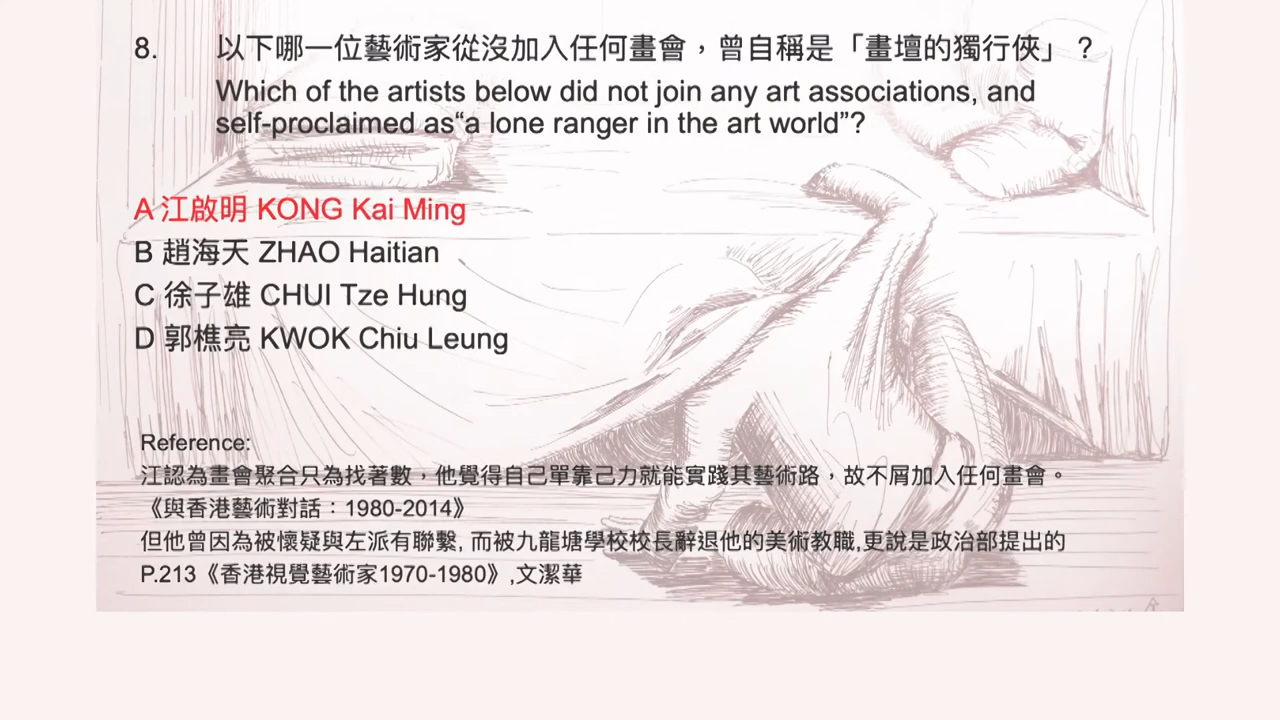 8. 以下哪一位藝術家從沒加入任何畫會，曾自稱是「畫壇的獨行俠」？
Which of the artists below did not join any art associations, and
self-proclaimed as“a lone ranger in the art world”?
A 江啟明 KONG Kai Ming
B 趙海天 ZHAO Haitian
C 徐子雄 CHUI Tze Hung
D 郭樵亮 KWOK Chiu Leung
Reference:
江認為畫會聚合只為找著數，他覺得自己單靠己力就能實踐其藝術路，故不屑加入任何畫會。
《與香港藝術對話：1980-2014》
但他曾因為被懷疑與左派有聯繫, 而被九龍塘學校校長辭退他的美術教職,更說是政治部提出的
P.213《香港視覺藝術家1970-1980》,文潔華